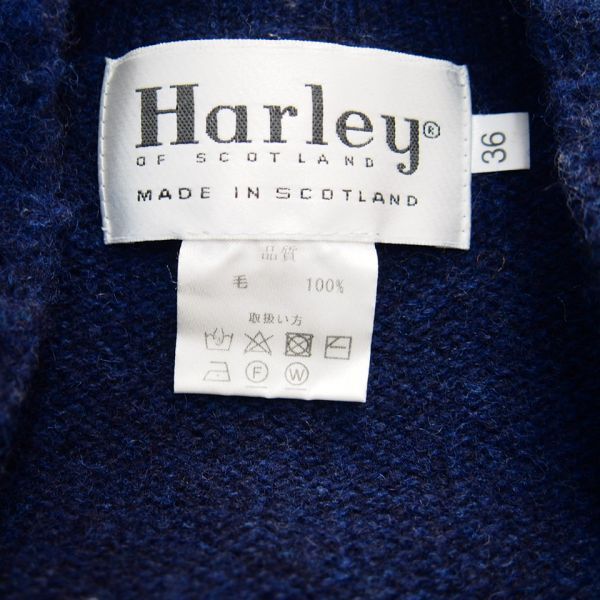 Harley®
OF SCOTLAND
MADE IN SCOTLAND
36
品質
毛 100%
取扱い方
F W